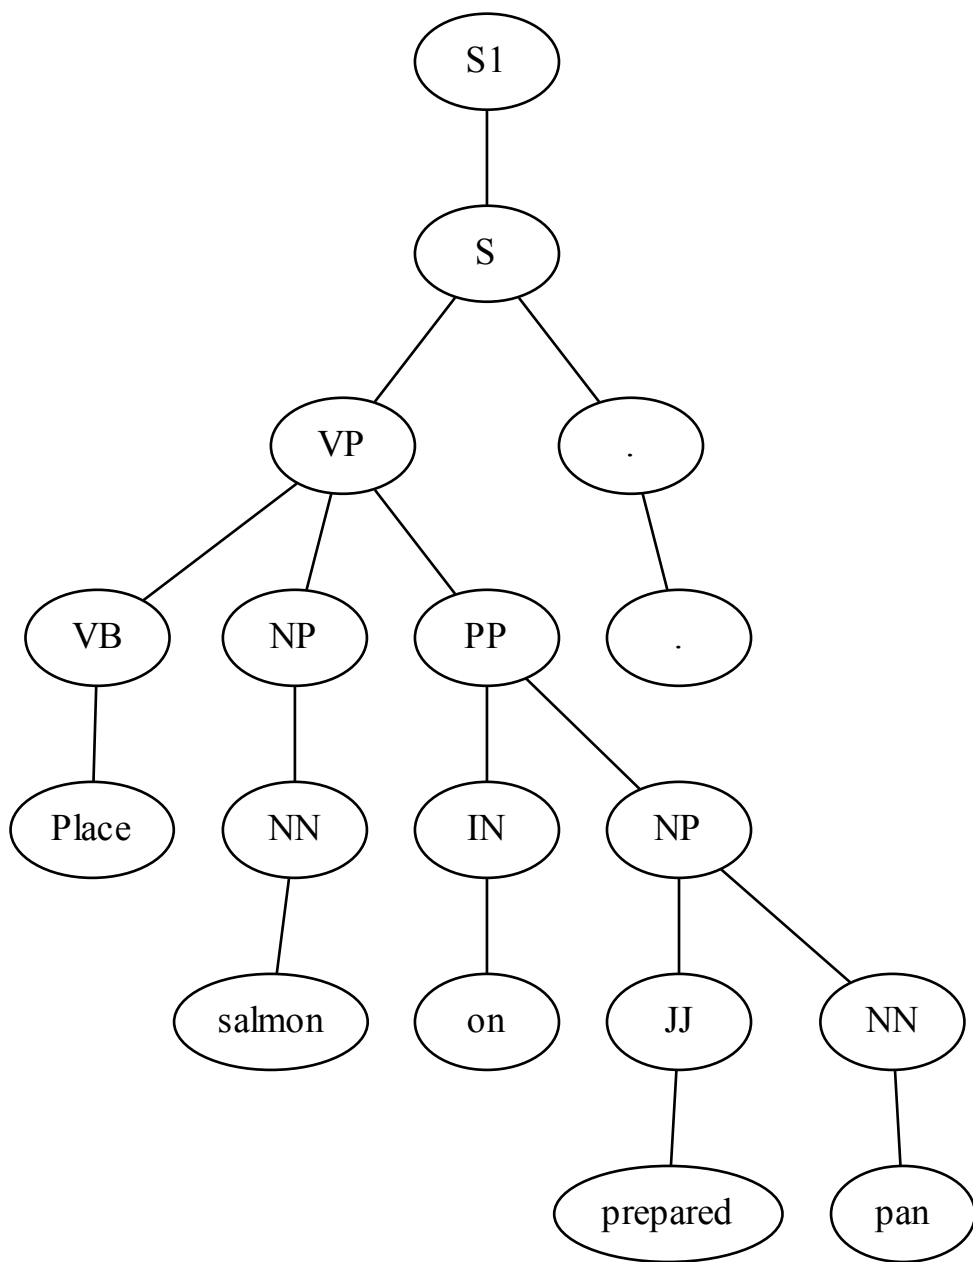 S1
S
VP .
VB NP PP .
Place NN IN NP
salmon on JJ NN
prepared pan